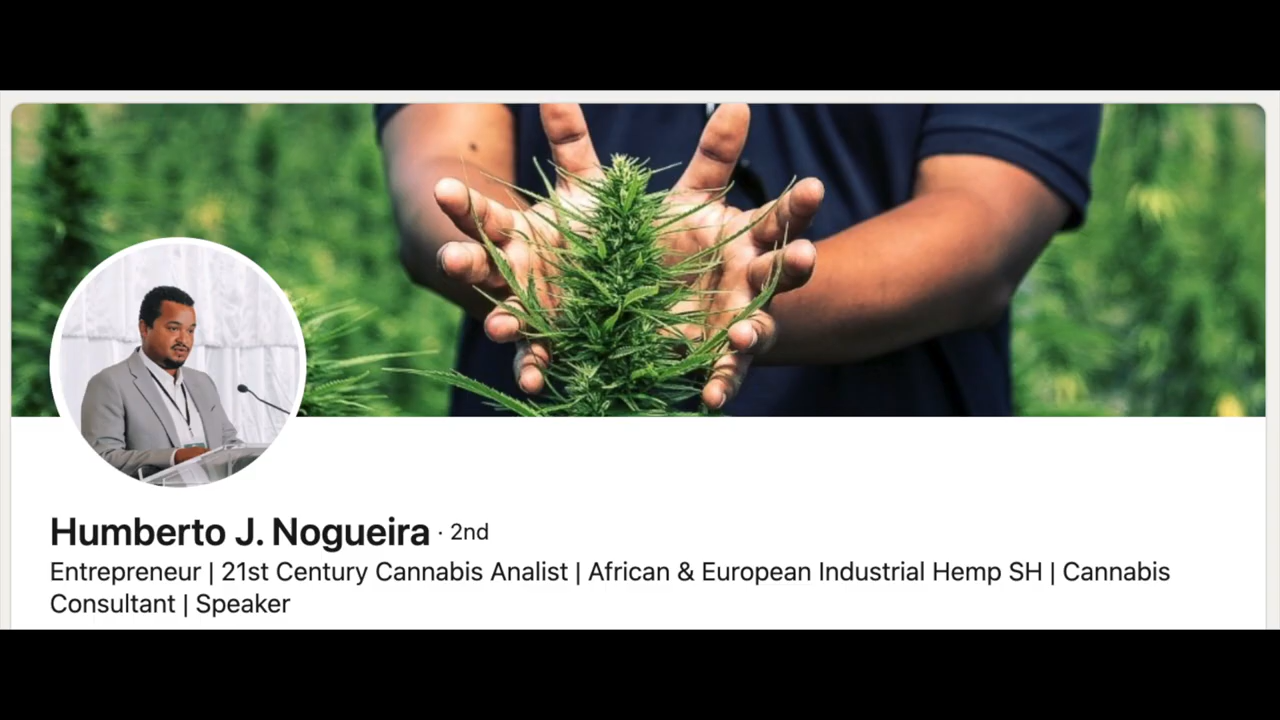 Humberto J. Nogueira · 2nd
Entrepreneur | 21st Century Cannabis Analist | African & European Industrial Hemp SH | Cannabis
Consultant | Speaker